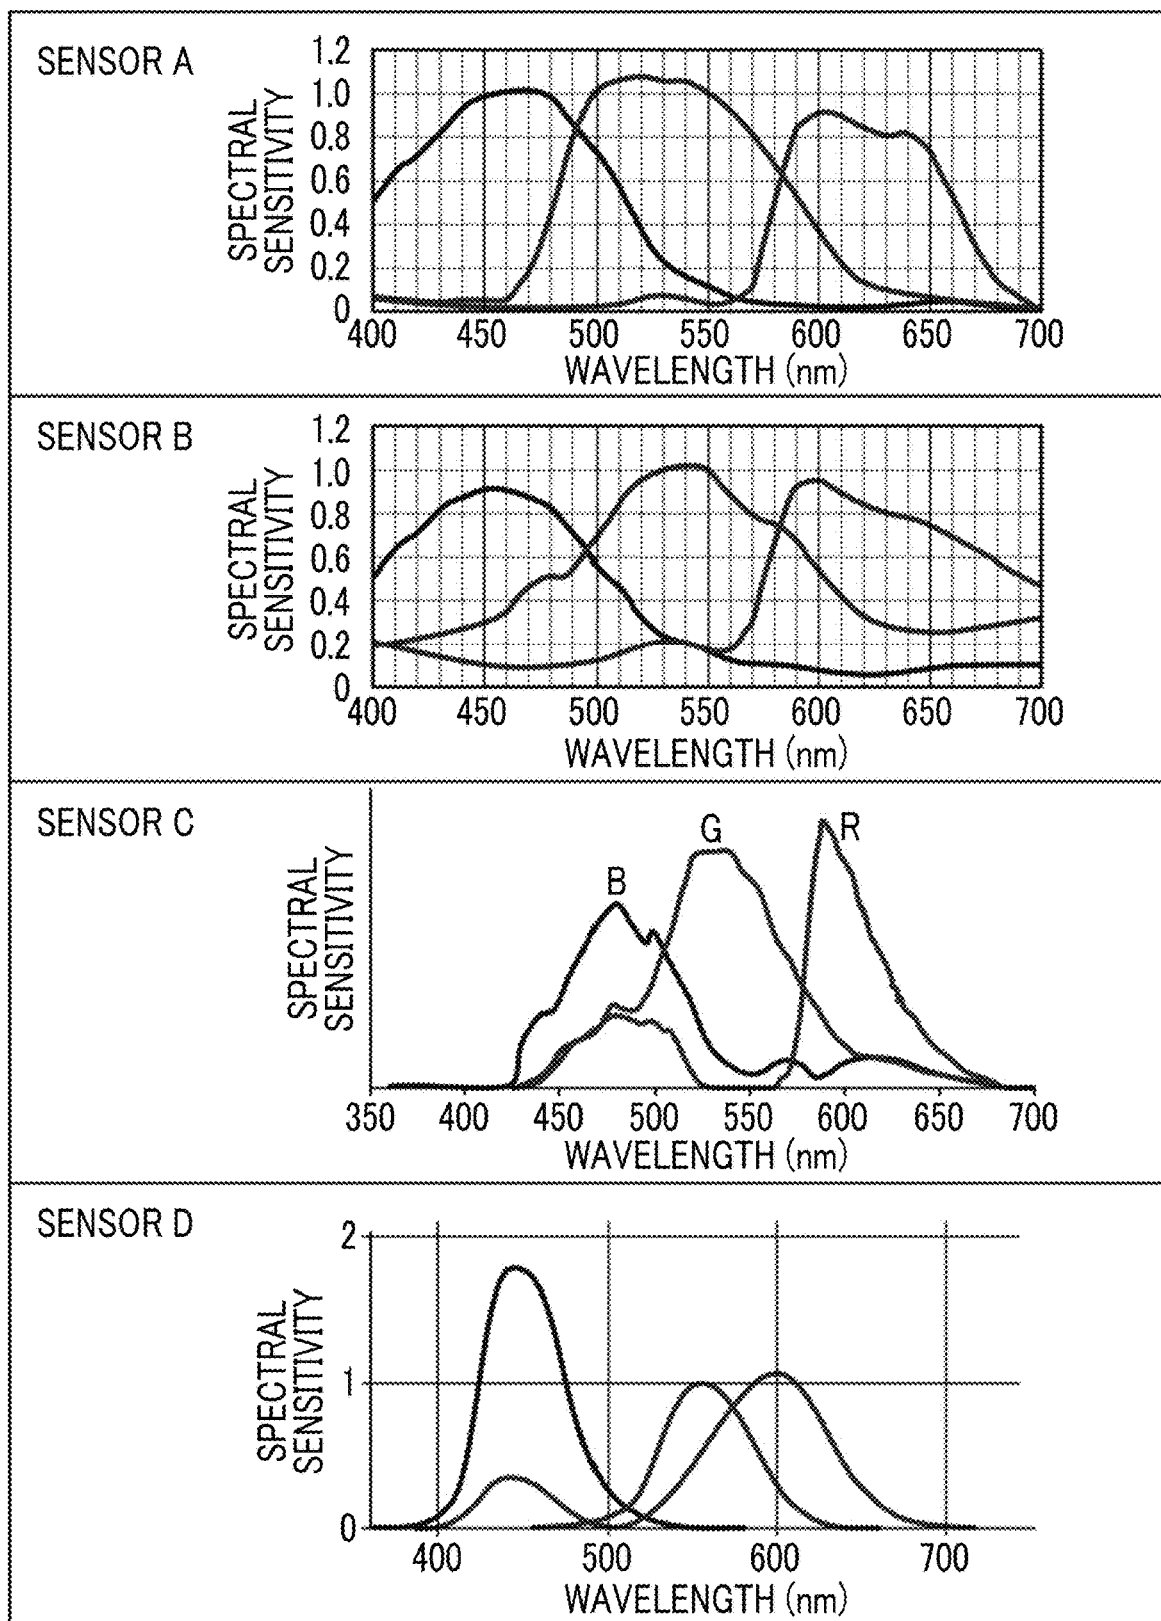 SENSOR A
SPECTRAL
SENSITIVITY
1.2
1.0
0.8
0.6
0.4
0.2
0
400 450 500 550 600 650 700
WAVELENGTH (nm)
SENSOR B
SPECTRAL
SENSITIVITY
1.2
1.0
0.8
0.6
0.4
0.2
0
400 450 500 550 600 650 700
WAVELENGTH (nm)
SENSOR C
SPECTRAL
SENSITIVITY
B
G
R
350 400 450 500 550 600 650 700
WAVELENGTH (nm)
SENSOR D
SPECTRAL
SENSITIVITY
2
1
0
400 500 600 700
WAVELENGTH (nm)